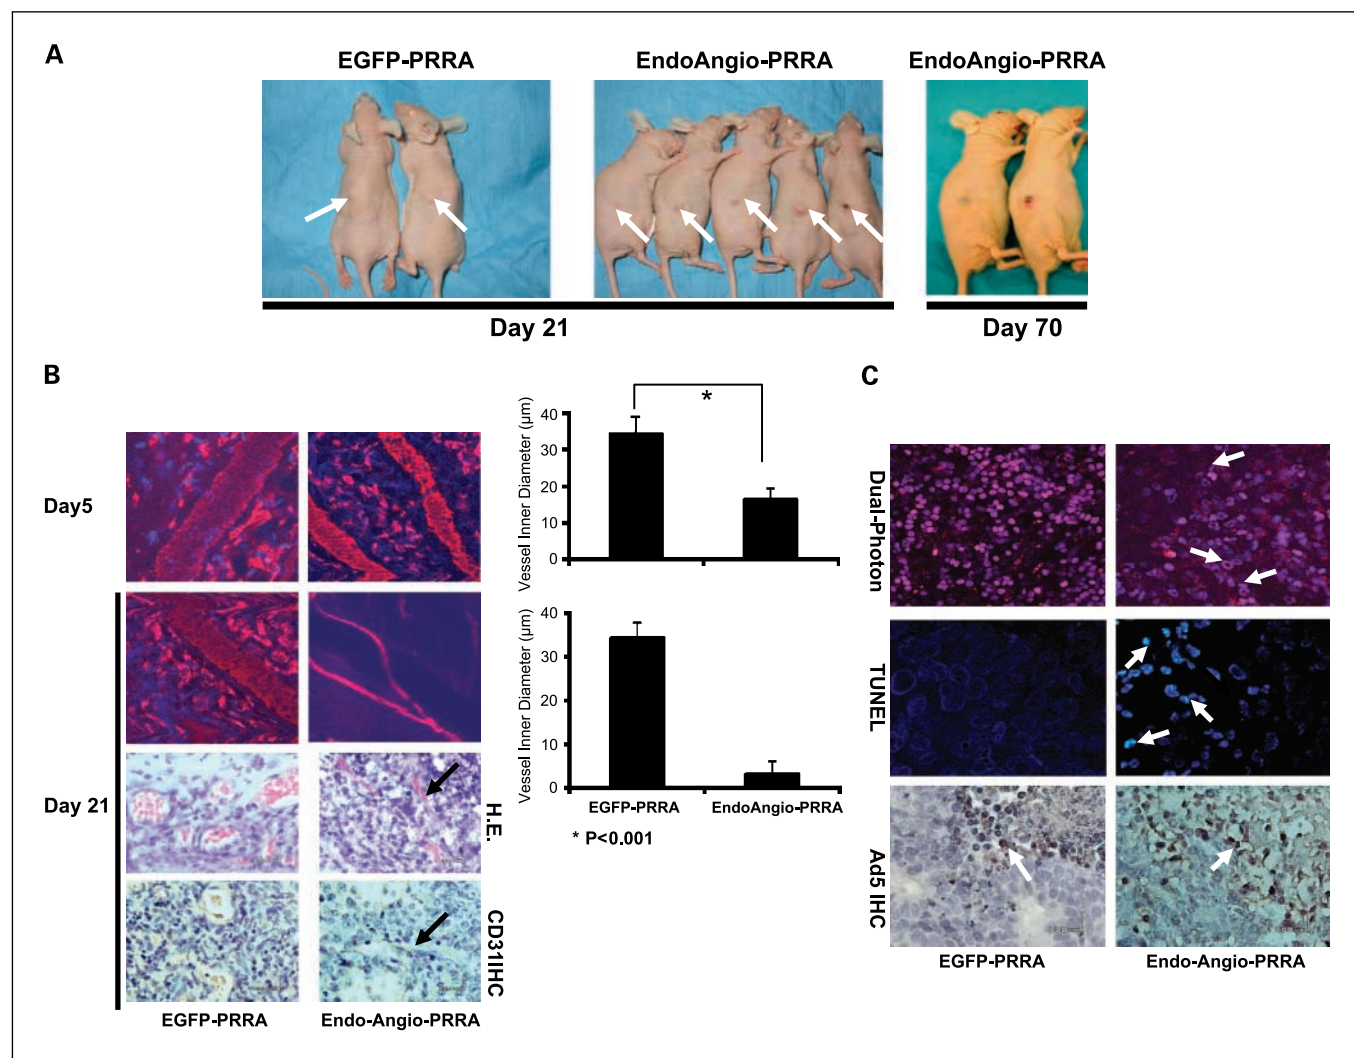 A
EGFP-PRRA
EndoAngio-PRRA
EndoAngio-PRRA
Day 21
Day 70
B
Day5
Day 21
H.E.
CD31IHC
EGFP-PRRA
Endo-Angio-PRRA
*
Vessel Inner Diameter (μm)
40
30
20
10
0
Vessel Inner Diameter (μm)
40
30
20
10
0
EGFP-PRRA
EndoAngio-PRRA
* P<0.001
C
Dual-Photon
TUNEL
Ad5 IHC
EGFP-PRRA
Endo-Angio-PRRA